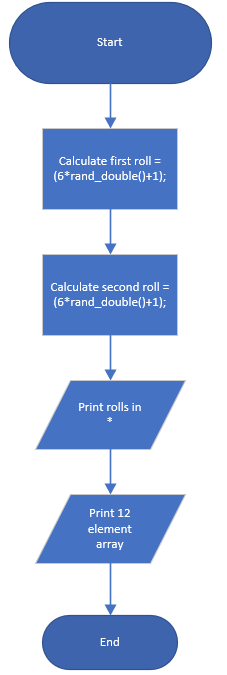 Start
Calculate first roll =
(6*rand_double()+1);
Calculate second roll =
(6*rand_double()+1);
Print rolls in
*
Print 12
element
array
End